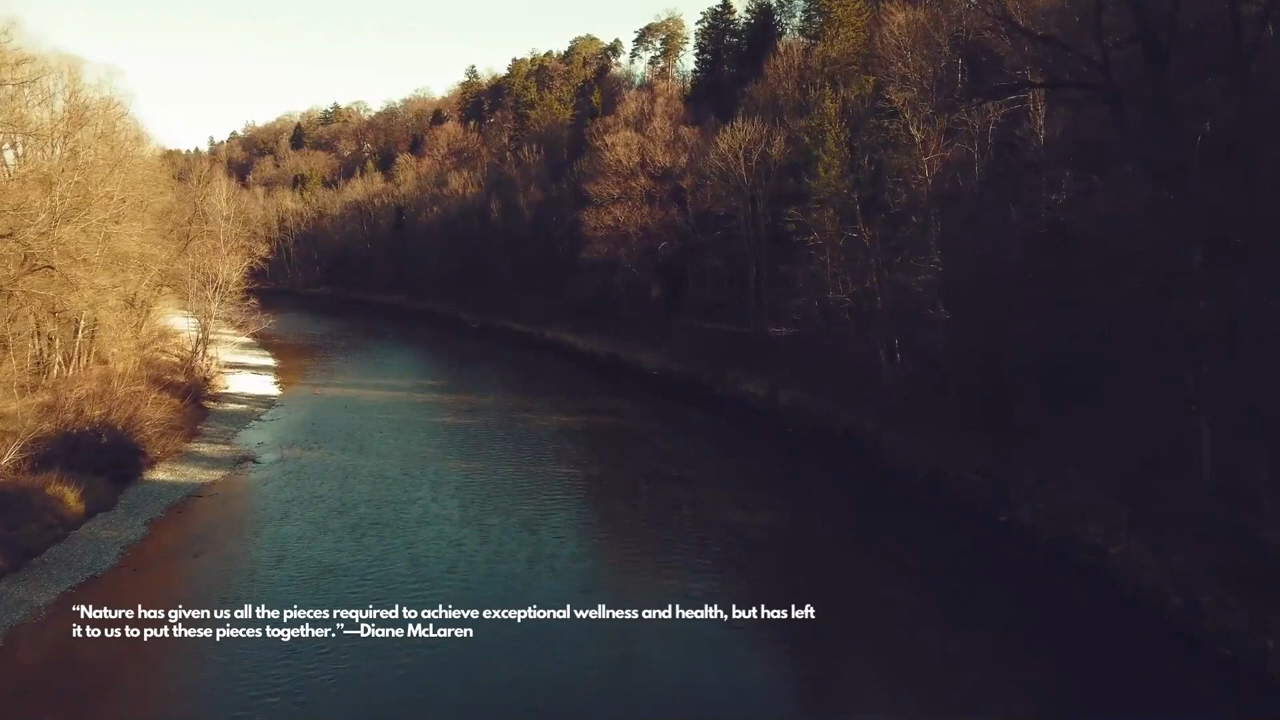 “Nature has given us all the pieces required to achieve exceptional wellness and health, but has left
it to us to put these pieces together.”—Diane McLaren